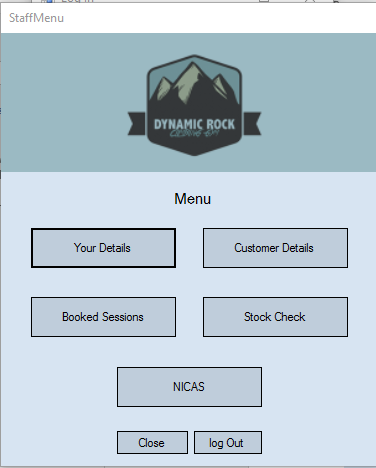 StaffMenu
DYNAMIC ROCK
Menu
Your Details
Customer Details
Booked Sessions
Stock Check
NICAS
Close
log Out